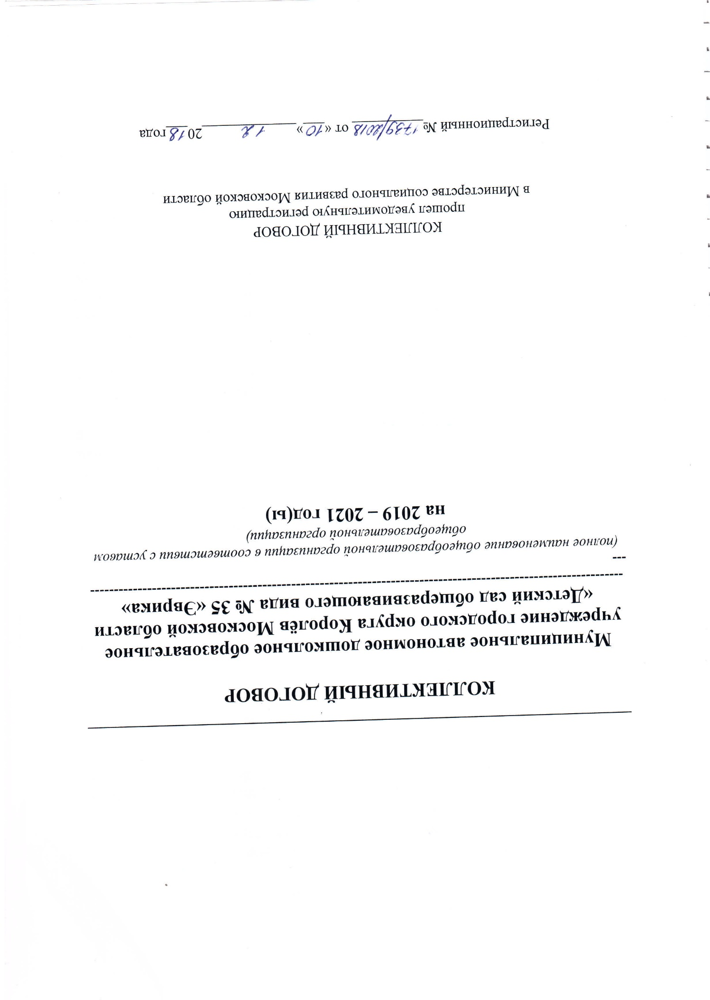 КОЛЛЕКТИВНЫЙ ДОГОВОР
Муниципальное автономное дошкольное образовательное
учреждение городского округа Королёв Московской области
«Детский сад общеразвивающего вида № 35 «Эврика»
(полное наименование общеобразовательной организации в соответствии с уставом
общеобразовательной организации)
на 2019 – 2021 год(ы)
КОЛЛЕКТИВНЫЙ ДОГОВОР
прошел уведомительную регистрацию
в Министерстве социального развития Московской области
Регистрационный № 1739/2018 от «10» 12 2018 года